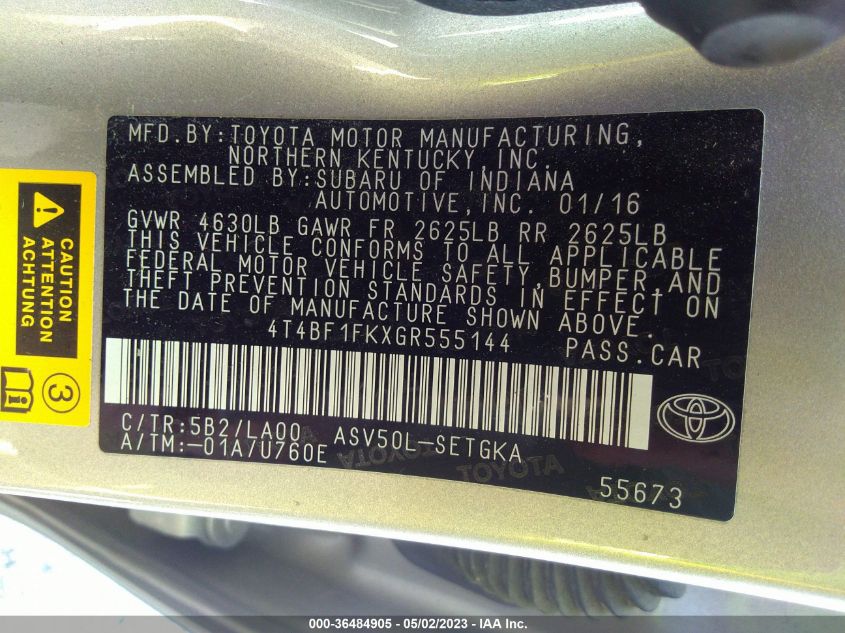 MFD.BY:TOYOTA MOTOR MANUFACTURING,
NORTHERN KENTUCKY, INC.
ASSEMBLED BY:SUBARU OF INDIANA
AUTOMOTIVE,INC. 01/16
GVWR 4630LB GAWR FR 2625LB RR 2625LB
THIS VEHICLE CONFORMS TO ALL APPLICABLE
FEDERAL MOTOR VEHICLE SAFETY,BUMPER,AND
THEFT PREVENTION STANDARDS IN EFFECT ON
THE DATE OF MANUFACTURE SHOWN ABOVE.
4T4BF1FKXGR555144 PASS.CAR
C/TR:5B2/LA00 ASV50L-SETGKA
A/TM:-01A/U760E
55673
CAUTION
ATTENTION
ACHTUNG
3
000-36484905 - 05/02/2023 - IAA Inc.